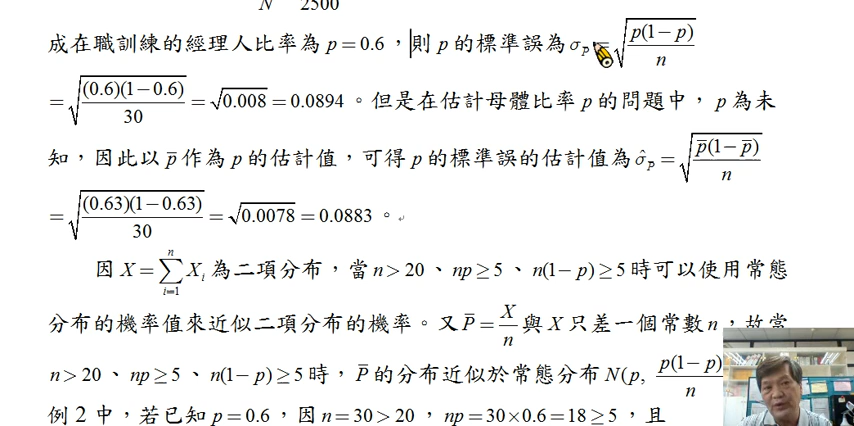 N 2500
成在職訓練的經理人比率為 p = 0.6，則 p 的標準誤為 σ_p = √(p(1−p)/n)
= √((0.6)(1−0.6)/30) = √0.008 = 0.0894。但是在估計母體比率 p 的問題中，p 為未
知，因此以 p̄ 作為 p 的估計值，可得 p 的標準誤的估計值為 σ̂_p = √(p̄(1−p̄)/n)
= √((0.63)(1−0.63)/30) = √0.0078 = 0.0883。
因 X = ∑_{i=1}^{n} X_i 為二項分布，當 n > 20、np ≥ 5、n(1−p) ≥ 5 時可以使用常態
分布的機率值來近似二項分布的機率。又 P̄ = X/n 與 X 只差一個常數 n，故當
n > 20、np ≥ 5、n(1−p) ≥ 5 時，P̄ 的分布近似於常態分布 N(p, p(1−p)/n
例 2 中，若已知 p = 0.6，因 n = 30 > 20，np = 30×0.6 = 18 ≥ 5，且